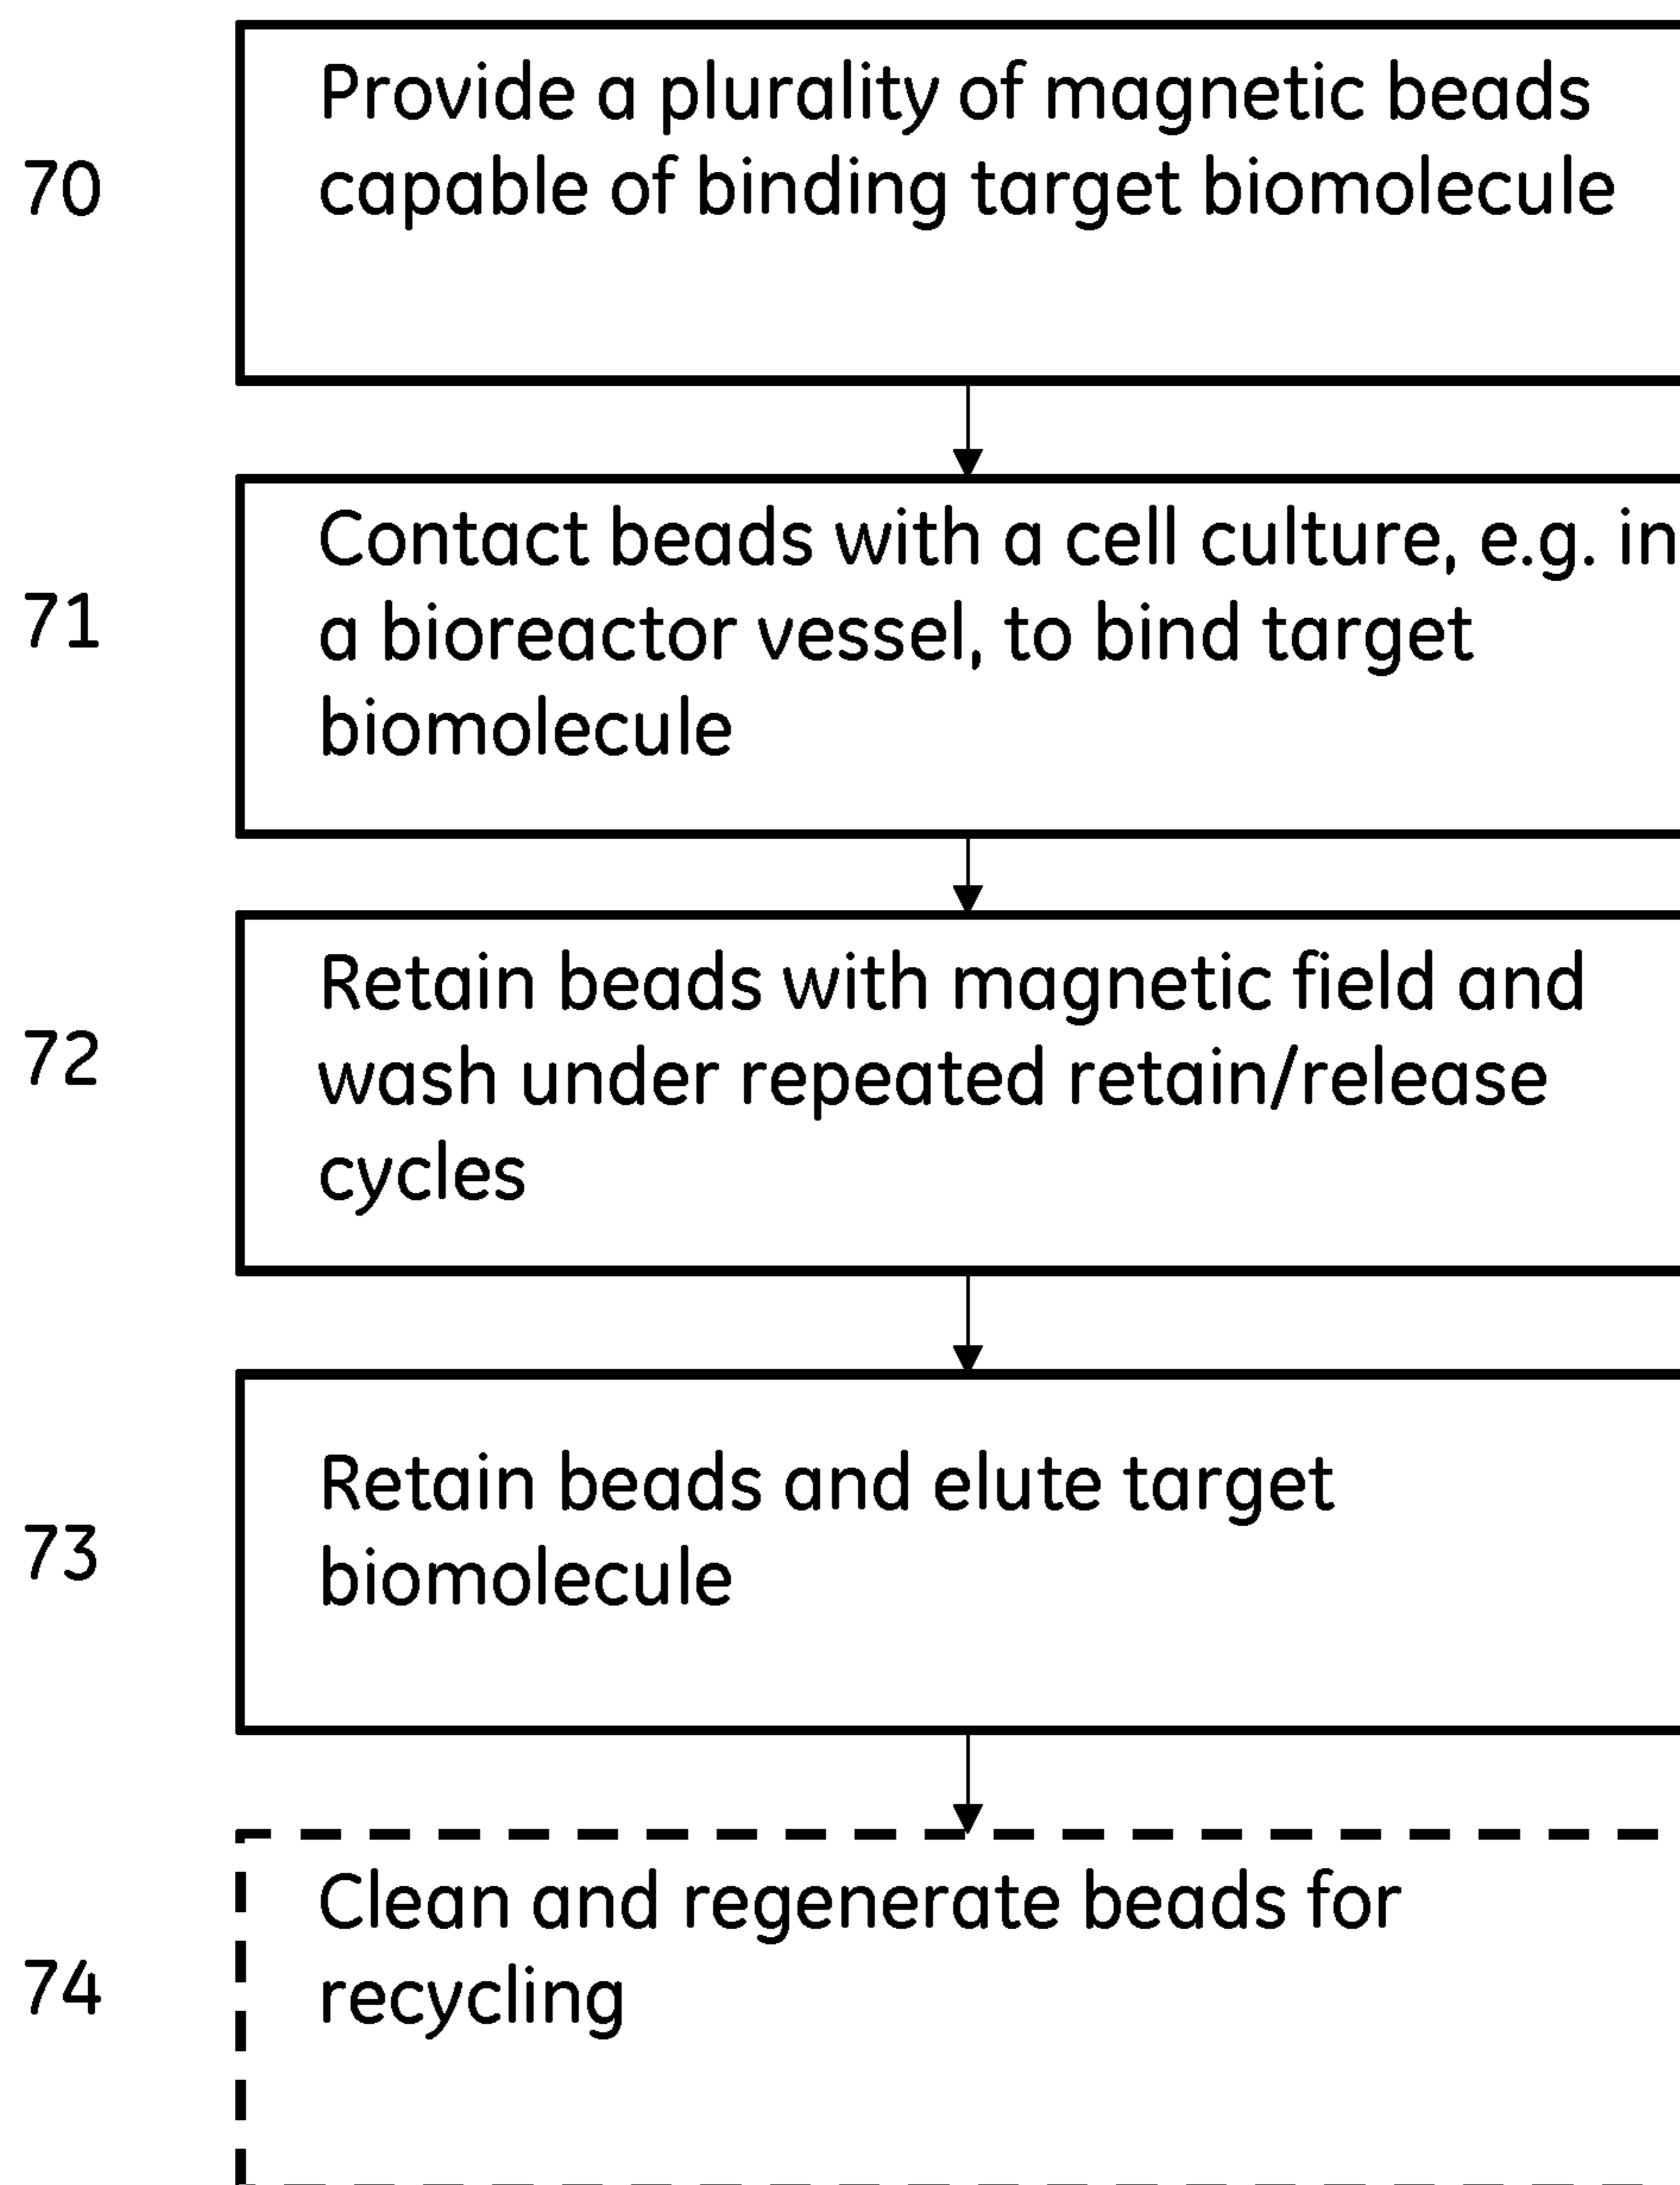 Provide a plurality of magnetic beads
70
capable of binding target biomolecule
Contact beads with a cell culture, e.g. in
71
a bioreactor vessel, to bind target
biomolecule
Retain beads with magnetic field and
72
wash under repeated retain/release
cycles
Retain beads and elute target
73
biomolecule
Clean and regenerate beads for
74
recycling